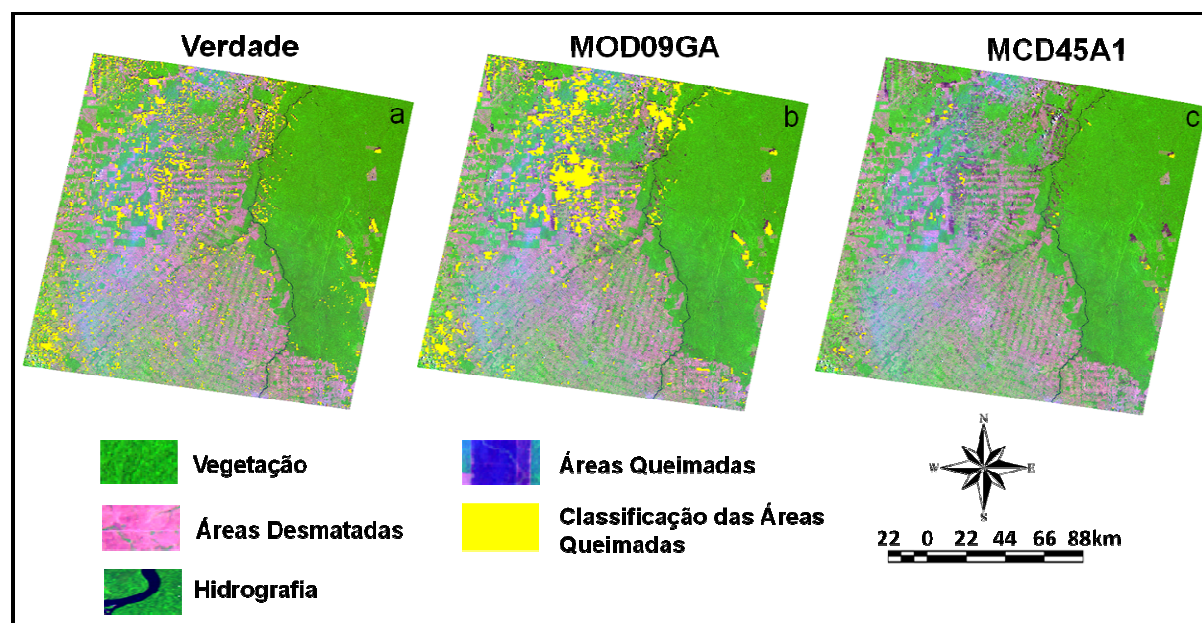 Verdade
MOD09GA
MCD45A1
a
b
c
Vegetação
Áreas Desmatadas
Hidrografia
Áreas Queimadas
Classificação das Áreas
Queimadas
N
W
E
S
22 0 22 44 66 88km